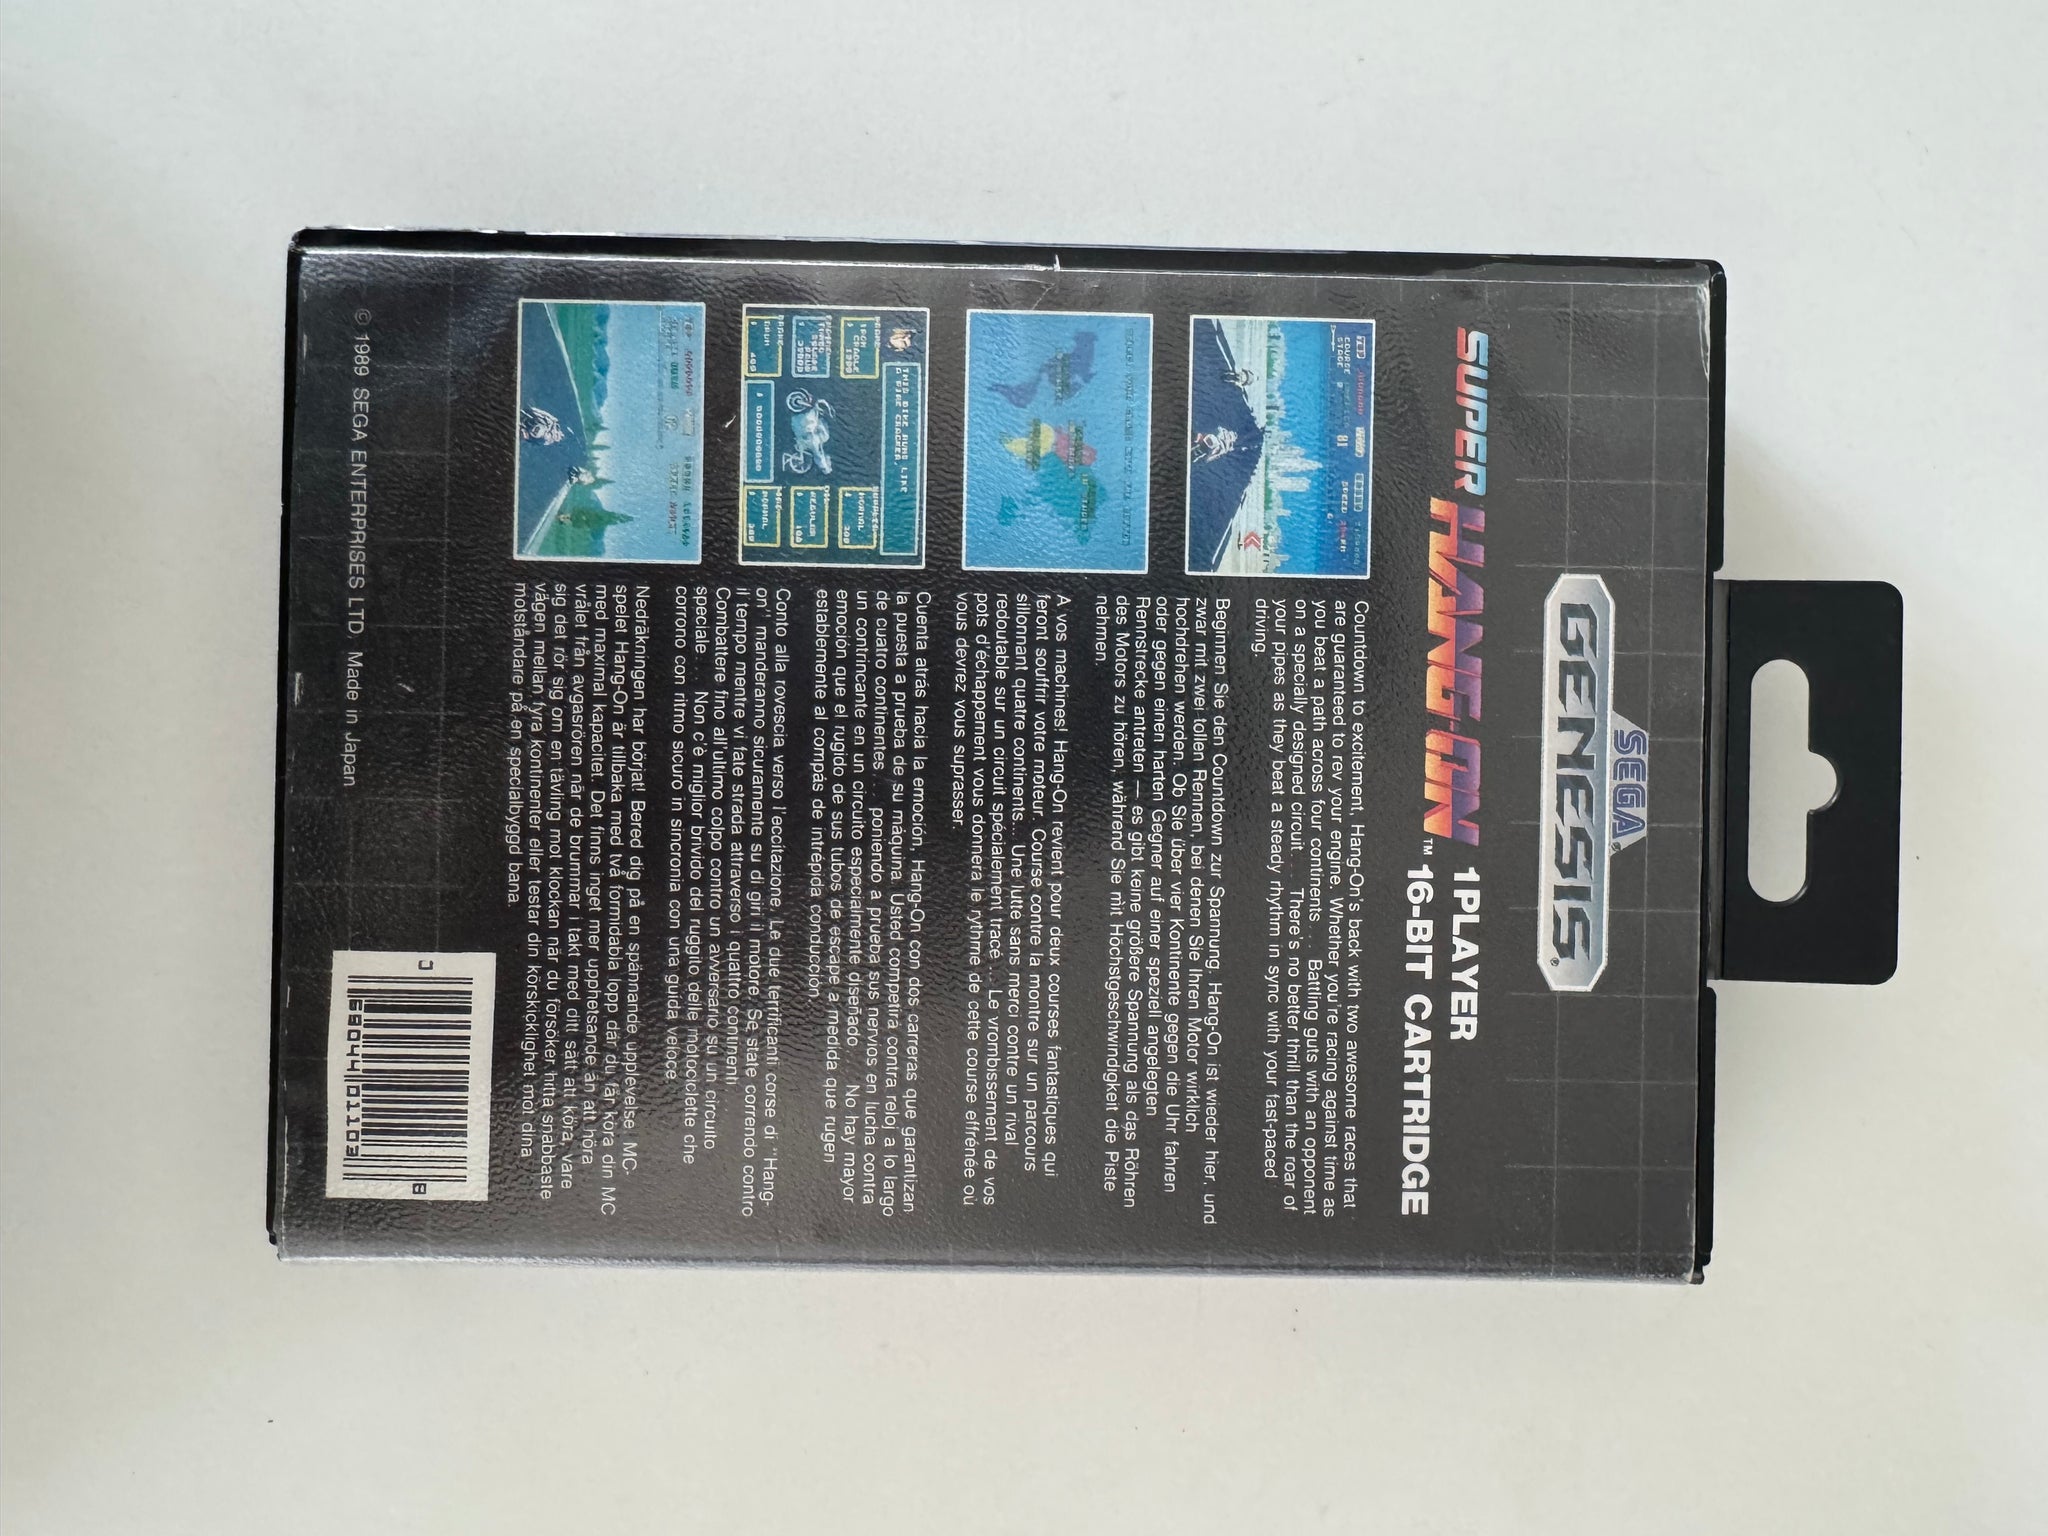 SEGA®
GENESIS®
SUPER HANG-ON™
1 PLAYER
16-BIT CARTRIDGE
Countdown to excitement, Hang-On's back with two awesome races that
are guaranteed to rev your engine. Whether you're racing against time as
you beat a path across four continents . . . Battling guts with an opponent
on a specially designed circuit . . . There's no better thrill than the roar of
your pipes as they beat a steady rhythm in sync with your fast-paced
driving.
Beginnen Sie den Countdown zur Spannung. Hang-On ist wieder hier, und
zwar mit zwei tollen Rennen, bei denen Sie Ihren Motor wirklich
hochdrehen werden. Ob Sie über vier Kontinente gegen die Uhr fahren
oder gegen einen harten Gegner auf einer speziell angelegten
Rennstrecke antreten — es gibt keine größere Spannung als das Röhren
des Motors zu hören, während Sie mit Höchstgeschwindigkeit die Piste
nehmen.
A vos machines! Hang-On revient pour deux courses fantastiques qui
feront souffrir votre moteur. Course contre la montre sur un parcours
sillonnant quatre continents... Une lutte sans merci contre un rival
redoutable sur un circuit spécialement tracé... Le vrombissement de vos
pots d'échappement vous donnera le rythme de cette course effrénée où
vous devrez vous surpasser.
Cuenta atrás hacia la emoción, Hang-On con dos carreras que garantizan
la puesta a prueba de su máquina. Usted competira contra reloj a lo largo
de cuatro continentes... poniendo a prueba sus nervios en lucha contra
un contrincante en un circuito especialmente diseñado... No hay mayor
emoción que el rugido de sus tubos de escape a medida que rugen
establemente al compás de intrépida conducción.
Conto alla rovescia verso l'eccitazione. Le due terrificanti corse di "Hang-
on" manderanno sicuramente su di giri il motore. Se state correndo contro
il tempo mentre vi fate strada attraverso i quattro continenti
Combattere fino all'ultimo colpo contro un avversario su un circuito
speciale... Non c'è miglior brivido del ruggito delle motociclette che
corrono con ritmo sicuro in sincronia con una guida veloce.
Nedräkningen har börjat! Bered dig på en spännande upplevelse. MC-
spelet Hang-On är tillbaka med två formidabla lopp där du får köra din MC
med maximal kapacitet. Det finns inget mer upphetsande än att höra
vrålet från avgasrören när de brummar i takt med ditt sätt att köra, vare
sig det rör sig om en tävling mot klockan när du försöker hitta snabbaste
vägen mellan fyra kontinenter eller testar din körskicklighet mot dina
motståndare på en specialbyggd bana.
THIS BIKE RUNS LIKE
A FIRE CRACKER.
© 1989 SEGA ENTERPRISES LTD. Made in Japan
0 65044 01103 8